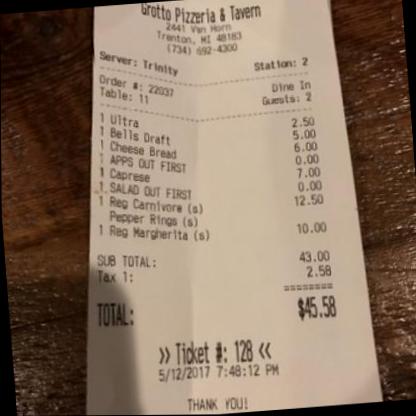 Grotto Pizzeria & Tavern
2441 Van Horn
Trenton, MI 48183
(734) 692-4300
Server: Trinity Station: 2
Order #: 22037 Dine In
Table: 11 Guests: 2
1 Ultra 2.50
1 Bells Draft 5.00
1 Cheese Bread 6.00
1 APPS OUT FIRST 0.00
1 Caprese 7.00
1 SALAD OUT FIRST 0.00
1 Reg Carnivore (s) 12.50
Pepper Rings (s)
1 Reg Margherita (s) 10.00
SUB TOTAL: 43.00
Tax 1: 2.58
========
TOTAL: $45.58
>> Ticket #: 128 <<
5/12/2017 7:48:12 PM
THANK YOU!